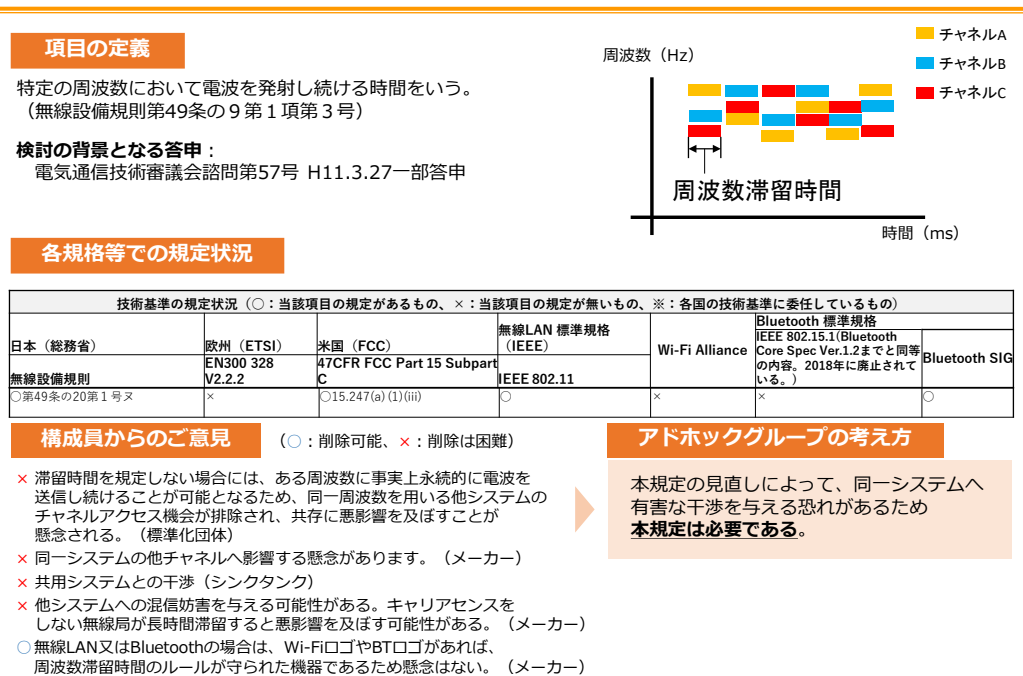 項目の定義
特定の周波数において電波を発射し続ける時間をいう。
（無線設備規則第49条の９第１項第３号）
検討の背景となる答申：
電気通信技術審議会諮問第57号 H11.3.27一部答申
周波数（Hz）
チャネルA
チャネルB
チャネルC
周波数滞留時間
時間（ms）
各規格等での規定状況
技術基準の規定状況（○：当該項目の規定があるもの、×：当該項目の規定が無いもの、※：各国の技術基準に委任しているもの）
日本（総務省）
欧州（ETSI）
米国（FCC）
無線LAN 標準規格
（IEEE）
Wi-Fi Alliance
Bluetooth 標準規格
IEEE 802.15.1(Bluetooth
Core Spec Ver.1.2までと同等
の内容。2018年に廃止されて
いる。）
Bluetooth SIG
無線設備規則
EN300 328
V2.2.2
47CFR FCC Part 15 Subpart
C
IEEE 802.11
○第49条の20第１号ヌ
×
○15.247(a)(1)(iii)
○
×
×
○
構成員からのご意見
（○：削除可能、×：削除は困難）
× 滞留時間を規定しない場合には、ある周波数に事実上永続的に電波を
送信し続けることが可能となるため、同一周波数を用いる他システムの
チャネルアクセス機会が排除され、共存に悪影響を及ぼすことが
懸念される。（標準化団体）
× 同一システムの他チャネルへ影響する懸念があります。（メーカー）
× 共用システムとの干渉（シンクタンク）
× 他システムへの混信妨害を与える可能性がある。キャリアセンスを
しない無線局が長時間滞留すると悪影響を及ぼす可能性がある。（メーカー）
○ 無線LAN又はBluetoothの場合は、Wi-FiロゴやBTロゴがあれば、
周波数滞留時間のルールが守られた機器であるため懸念はない。（メーカー）
アドホックグループの考え方
本規定の見直しによって、同一システムへ
有害な干渉を与える恐れがあるため
本規定は必要である。